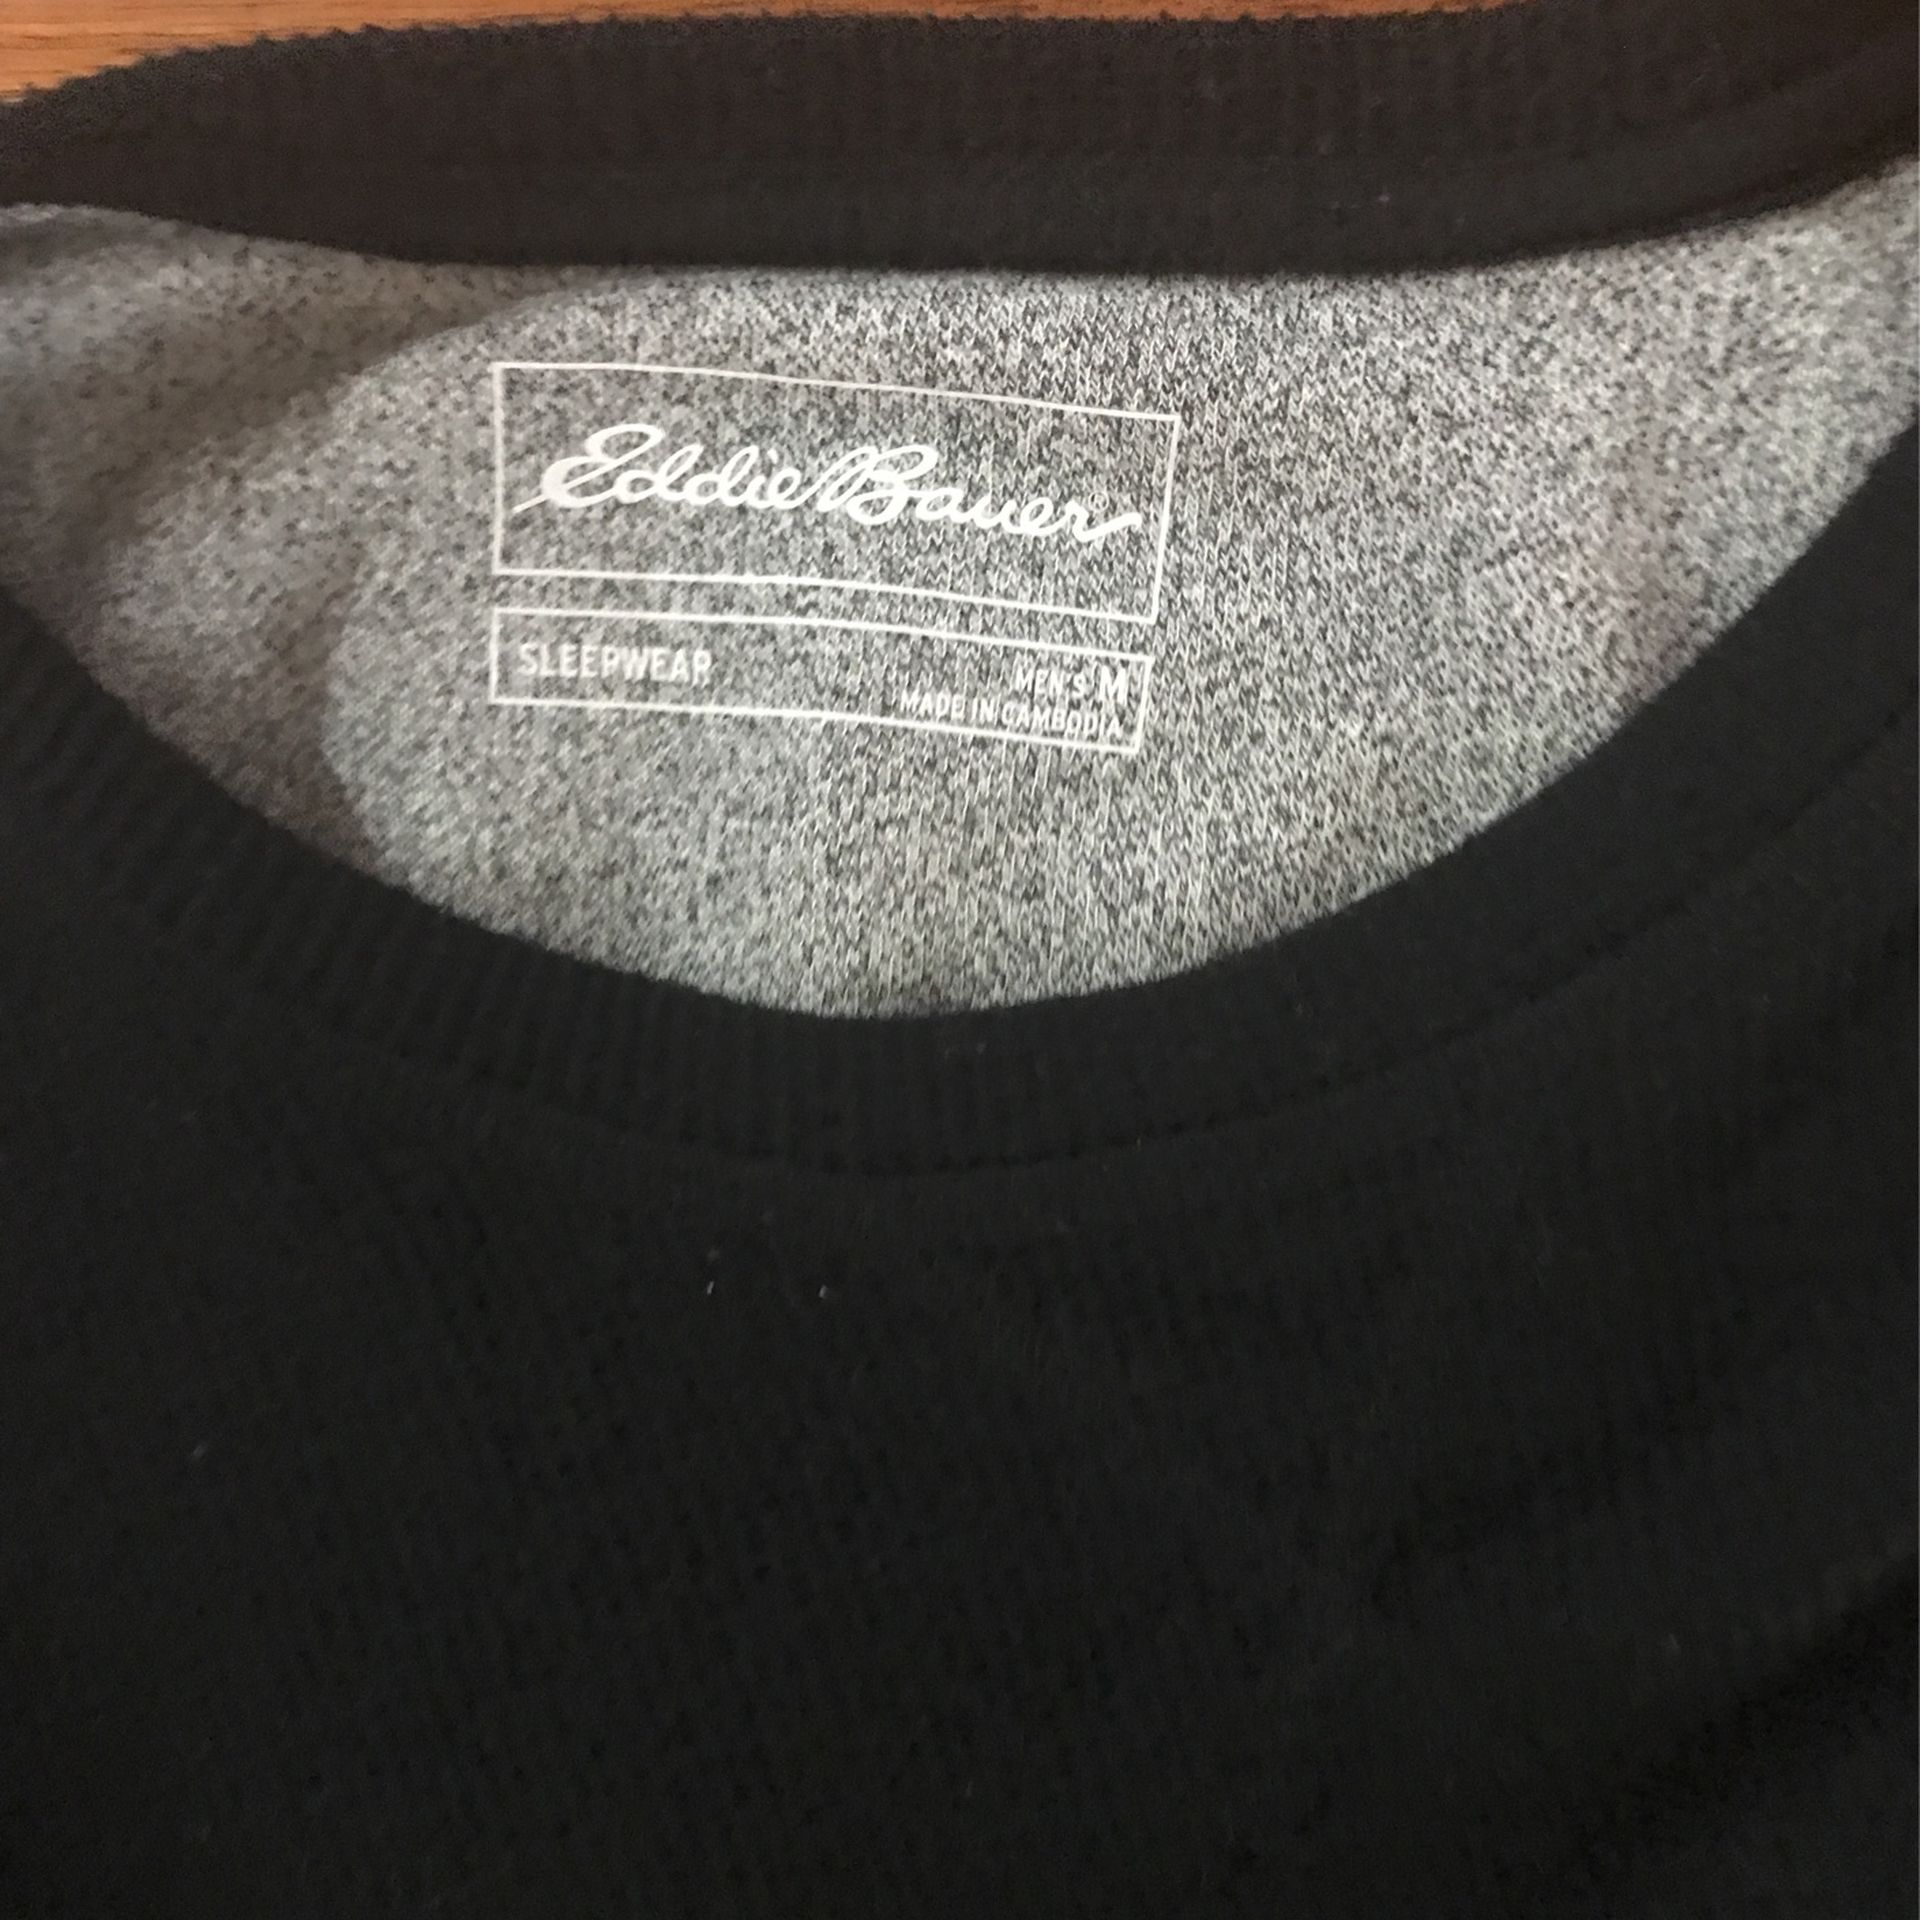 Eddie Bauer®
SLEEPWEAR MEN'S M
MADE IN CAMBODIA